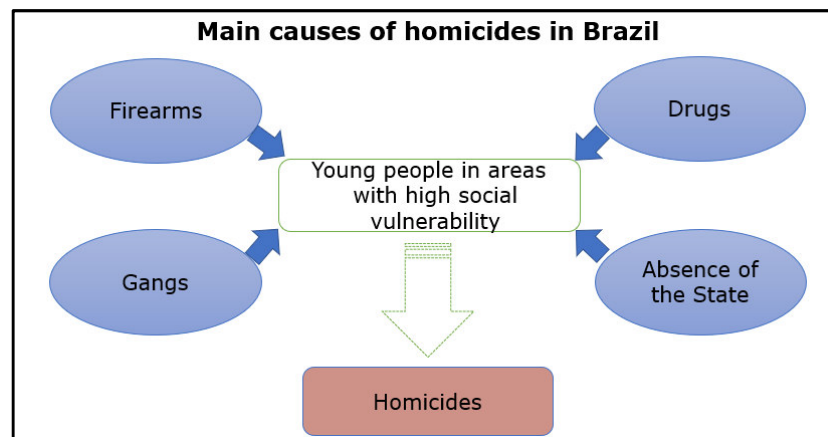 Main causes of homicides in Brazil
Firearms
Drugs
Young people in areas
with high social
vulnerability
Gangs
Absence of
the State
Homicides